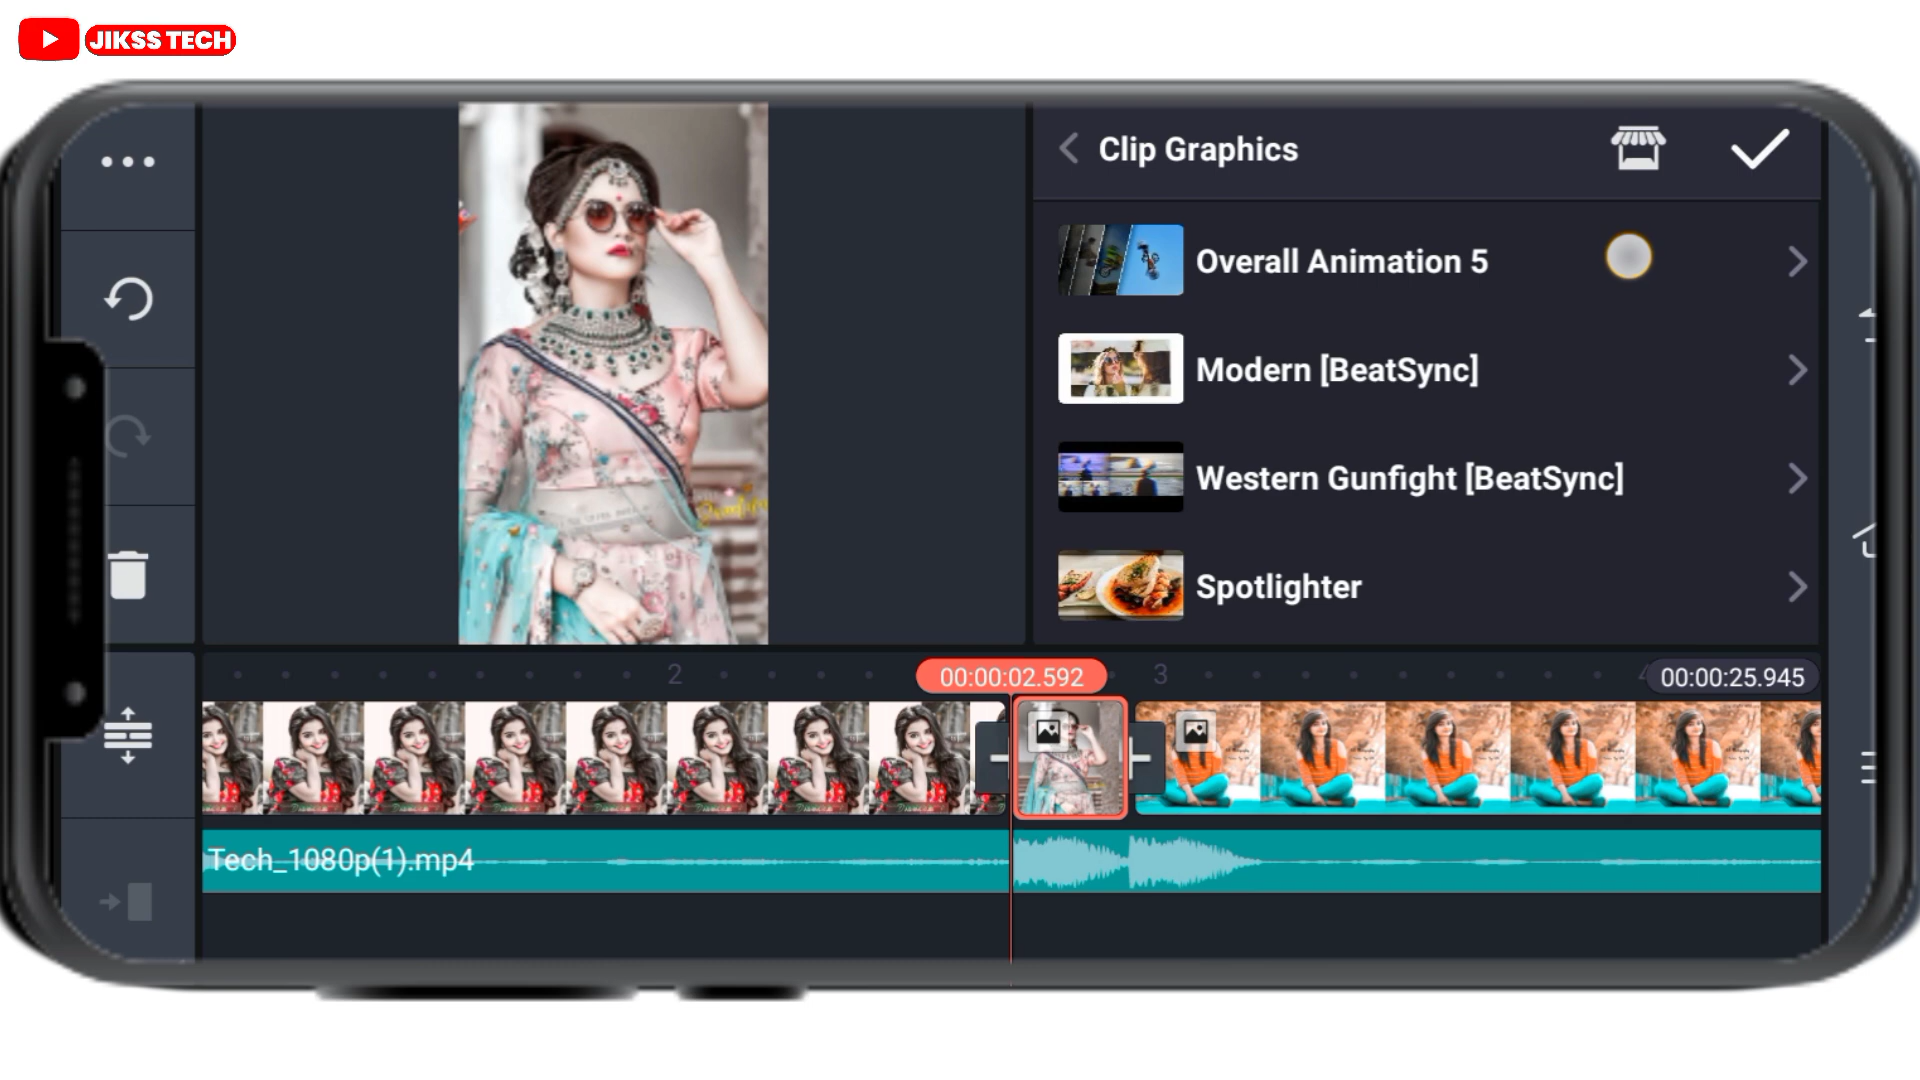 JIKSS TECH
Clip Graphics
Overall Animation 5
Modern [BeatSync]
Western Gunfight [BeatSync]
Spotlighter
2
00:00:02.592
3
00:00:25.945
Tech_1080p(1).mp4